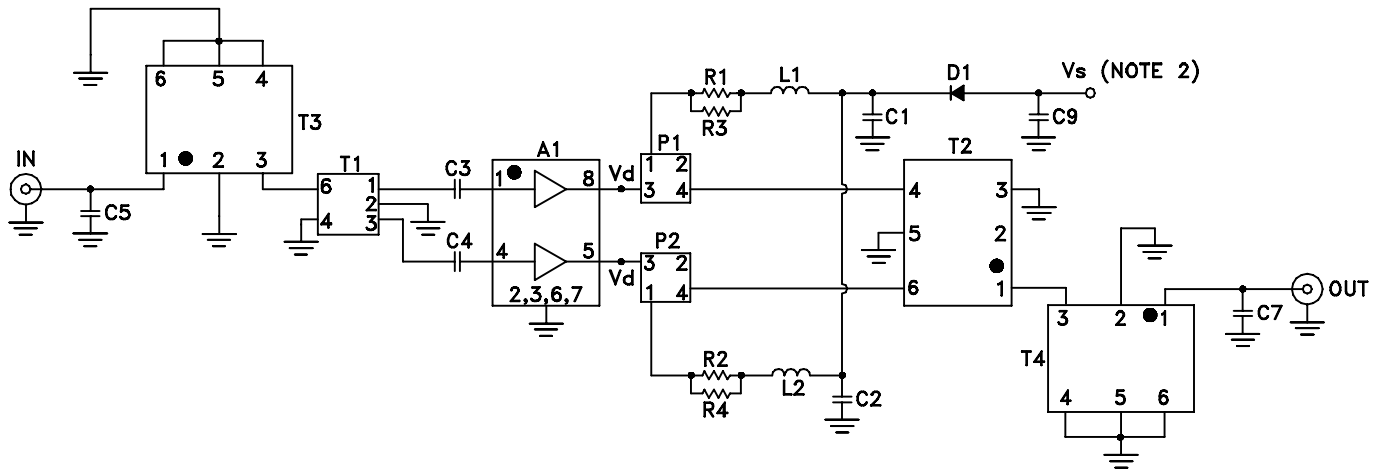 R1
L1
D1
Vs (NOTE 2)
6 5 4
T3
R3
C1
C9
P1
1 2
3 4
IN
1 2 3
T1
C3
A1
Vd
T2
6 1
2
4 3
C5
1 8
4 3
C4
P2
4 5
Vd
3 2
1 4
5 2
2,3,6,7
6 1
OUT
3 2 1
C7
T4
R2
R4
L2
C2
4 5 6